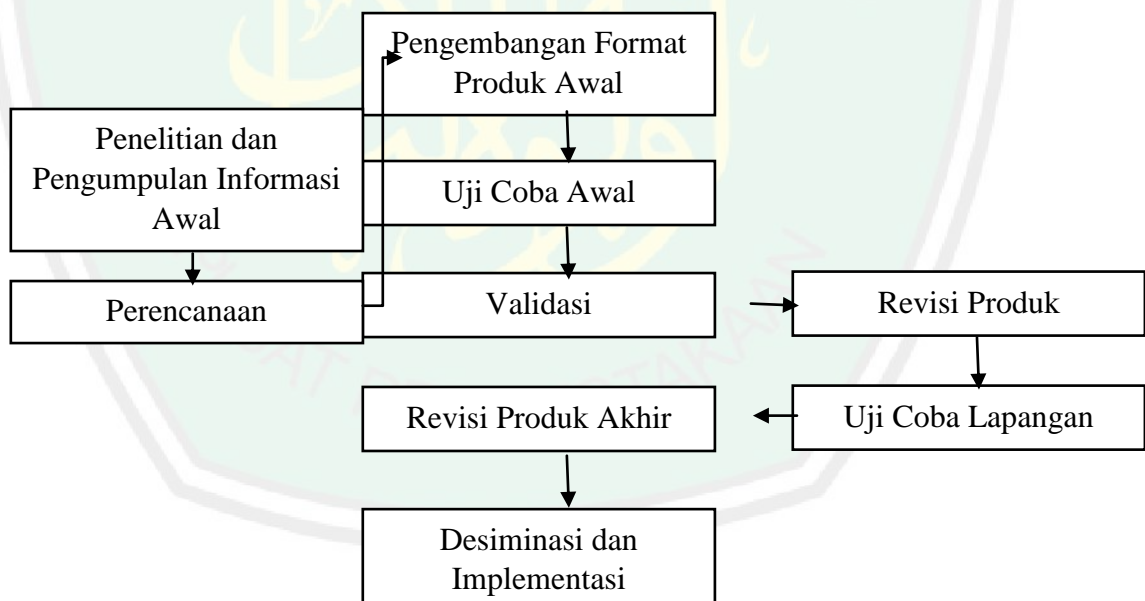 Penelitian dan
Pengumpulan Informasi
Awal
Perencanaan
Pengembangan Format
Produk Awal
Uji Coba Awal
Validasi
Revisi Produk
Uji Coba Lapangan
Revisi Produk Akhir
Desiminasi dan
Implementasi